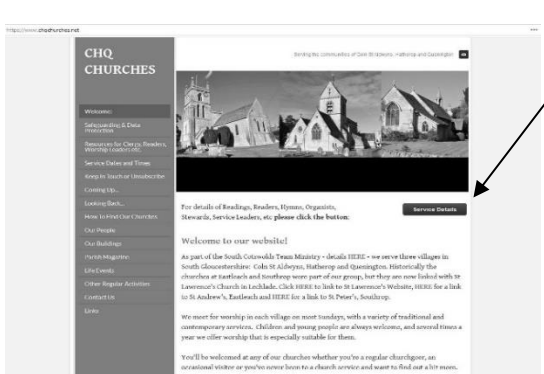 https://www.chqchurches.net
CHQ
CHURCHES
Serving the communities of Coln St Aldwyns, Hatherop and Quenington
Welcome:
Safeguarding & Data
Protection
Resources for Clergy, Readers,
Worship Leaders etc.
Service Dates and Times
Keep In Touch or Unsubscribe
Coming Up...
Looking Back...
How To Find Our Churches
Our People
Our Buildings
Parish Magazine
Life Events
Other Regular Activities
Contact Us
Links
For details of Readings, Readers, Hymns, Organists,
Stewards, Service Leaders, etc please click the button:
Service Details
Welcome to our website!
As part of the South Cotswolds Team Ministry - details HERE - we serve three villages in
South Gloucestershire: Coln St Aldwyns, Hatherop and Quenington. Historically the
churches at Eastleach and Southrop were part of our group, but they are now linked with St
Lawrence's Church in Lechlade. Click HERE to link to St Lawrence's Website, HERE for a link
to St Andrew's, Eastleach and HERE for a link to St Peter's, Southrop.
We meet for worship in each village on most Sundays, with a variety of traditional and
contemporary services. Children and young people are always welcome, and several times a
year we offer worship that is especially suitable for them.
You'll be welcomed at any of our churches whether you're a regular churchgoer, an
occasional visitor or you've never been to a church service and want to find out a bit more.